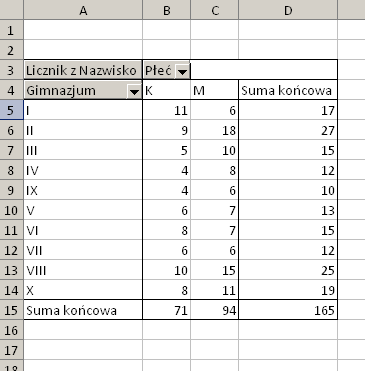 A B C D
1
2
3 Licznik z Nazwisko Płeć
4 Gimnazjum K M Suma końcowa
5 I 11 6 17
6 II 9 18 27
7 III 5 10 15
8 IV 4 8 12
9 IX 4 6 10
10 V 6 7 13
11 VI 8 7 15
12 VII 6 6 12
13 VIII 10 15 25
14 X 8 11 19
15 Suma końcowa 71 94 165
16
17
18